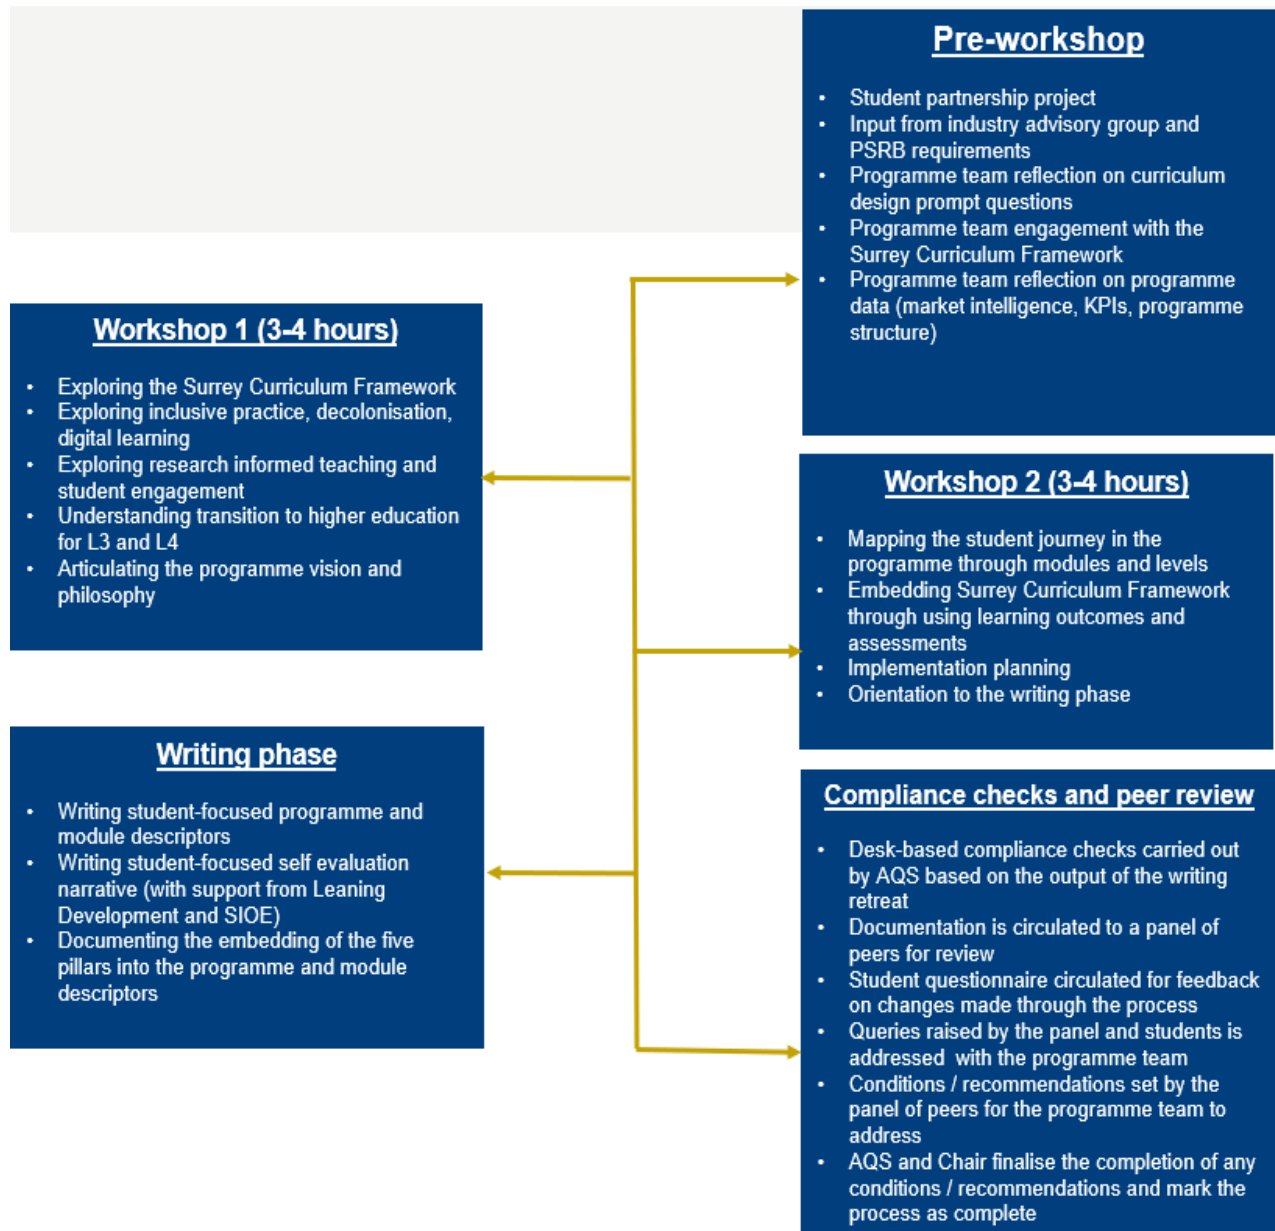 Pre-workshop
• Student partnership project
• Input from industry advisory group and
PSRB requirements
• Programme team reflection on curriculum
design prompt questions
• Programme team engagement with the
Surrey Curriculum Framework
• Programme team reflection on programme
data (market intelligence, KPIs, programme
structure)
Workshop 1 (3-4 hours)
• Exploring the Surrey Curriculum Framework
• Exploring inclusive practice, decolonisation,
digital learning
• Exploring research informed teaching and
student engagement
• Understanding transition to higher education
for L3 and L4
• Articulating the programme vision and
philosophy
Workshop 2 (3-4 hours)
• Mapping the student journey in the
programme through modules and levels
• Embedding Surrey Curriculum Framework
through using learning outcomes and
assessments
• Implementation planning
• Orientation to the writing phase
Writing phase
• Writing student-focused programme and
module descriptors
• Writing student-focused self evaluation
narrative (with support from Leaning
Development and SIOE)
• Documenting the embedding of the five
pillars into the programme and module
descriptors
Compliance checks and peer review
• Desk-based compliance checks carried out
by AQS based on the output of the writing
retreat
• Documentation is circulated to a panel of
peers for review
• Student questionnaire circulated for feedback
on changes made through the process
• Queries raised by the panel and students is
addressed with the programme team
• Conditions / recommendations set by the
panel of peers for the programme team to
address
• AQS and Chair finalise the completion of any
conditions / recommendations and mark the
process as complete